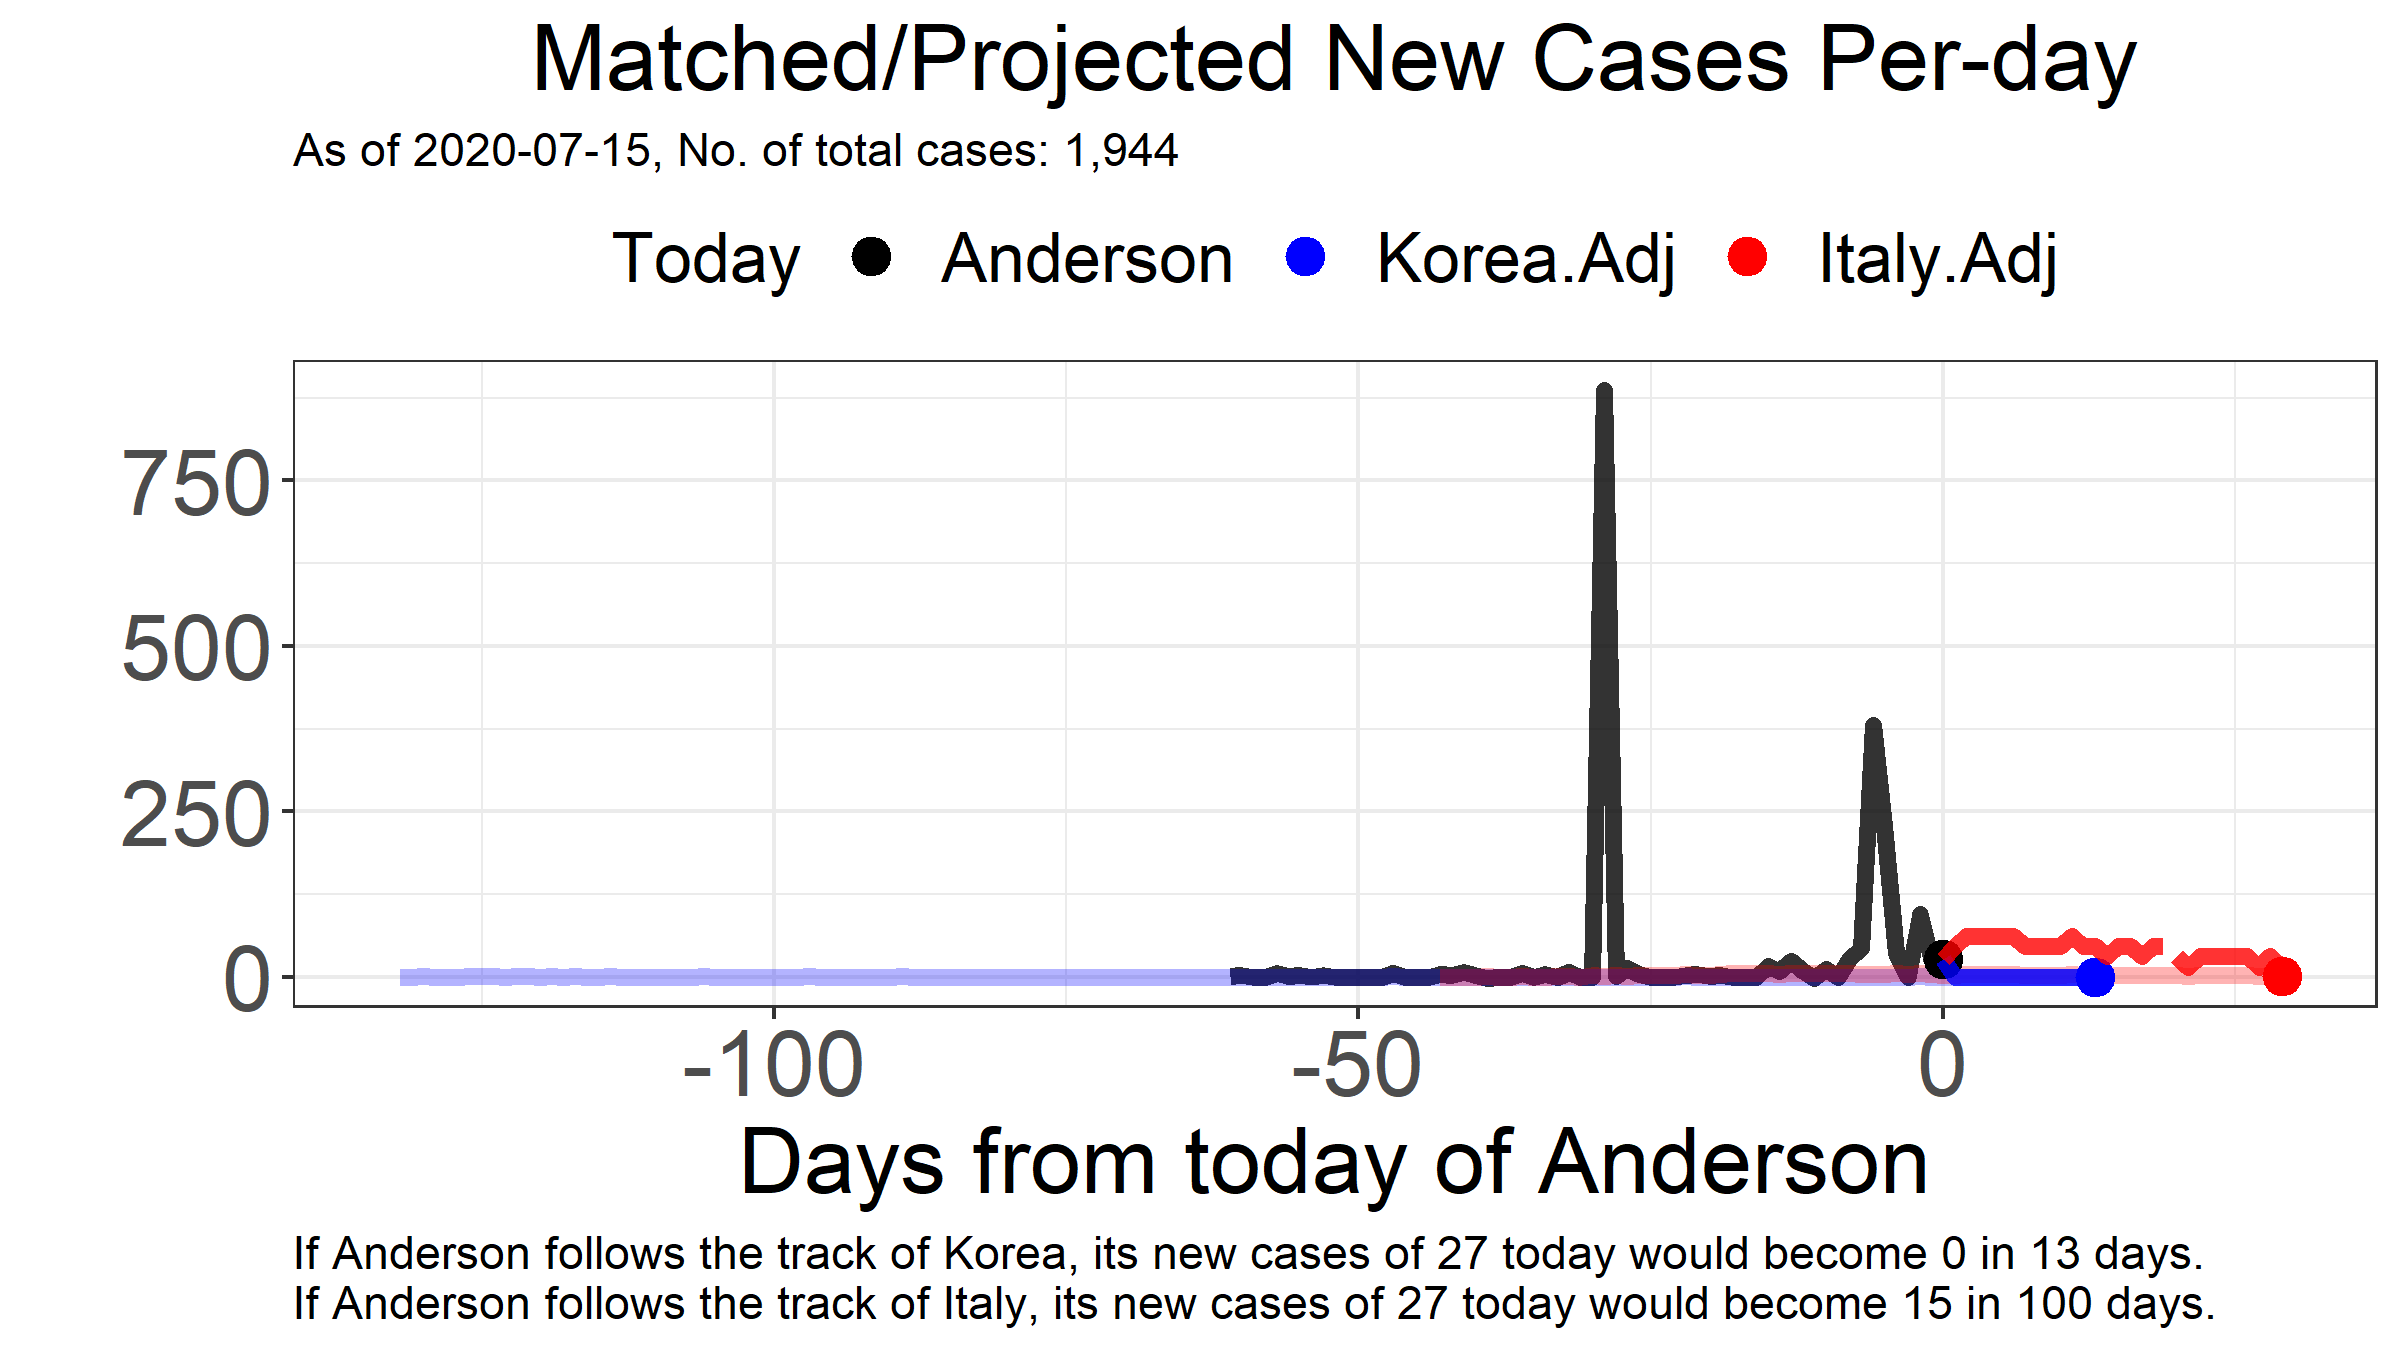 Matched/Projected New Cases Per-day
As of 2020-07-15, No. of total cases: 1,944
Today Anderson Korea.Adj Italy.Adj
750
500
250
0
-100 -50 0
Days from today of Anderson
If Anderson follows the track of Korea, its new cases of 27 today would become 0 in 13 days.
If Anderson follows the track of Italy, its new cases of 27 today would become 15 in 100 days.